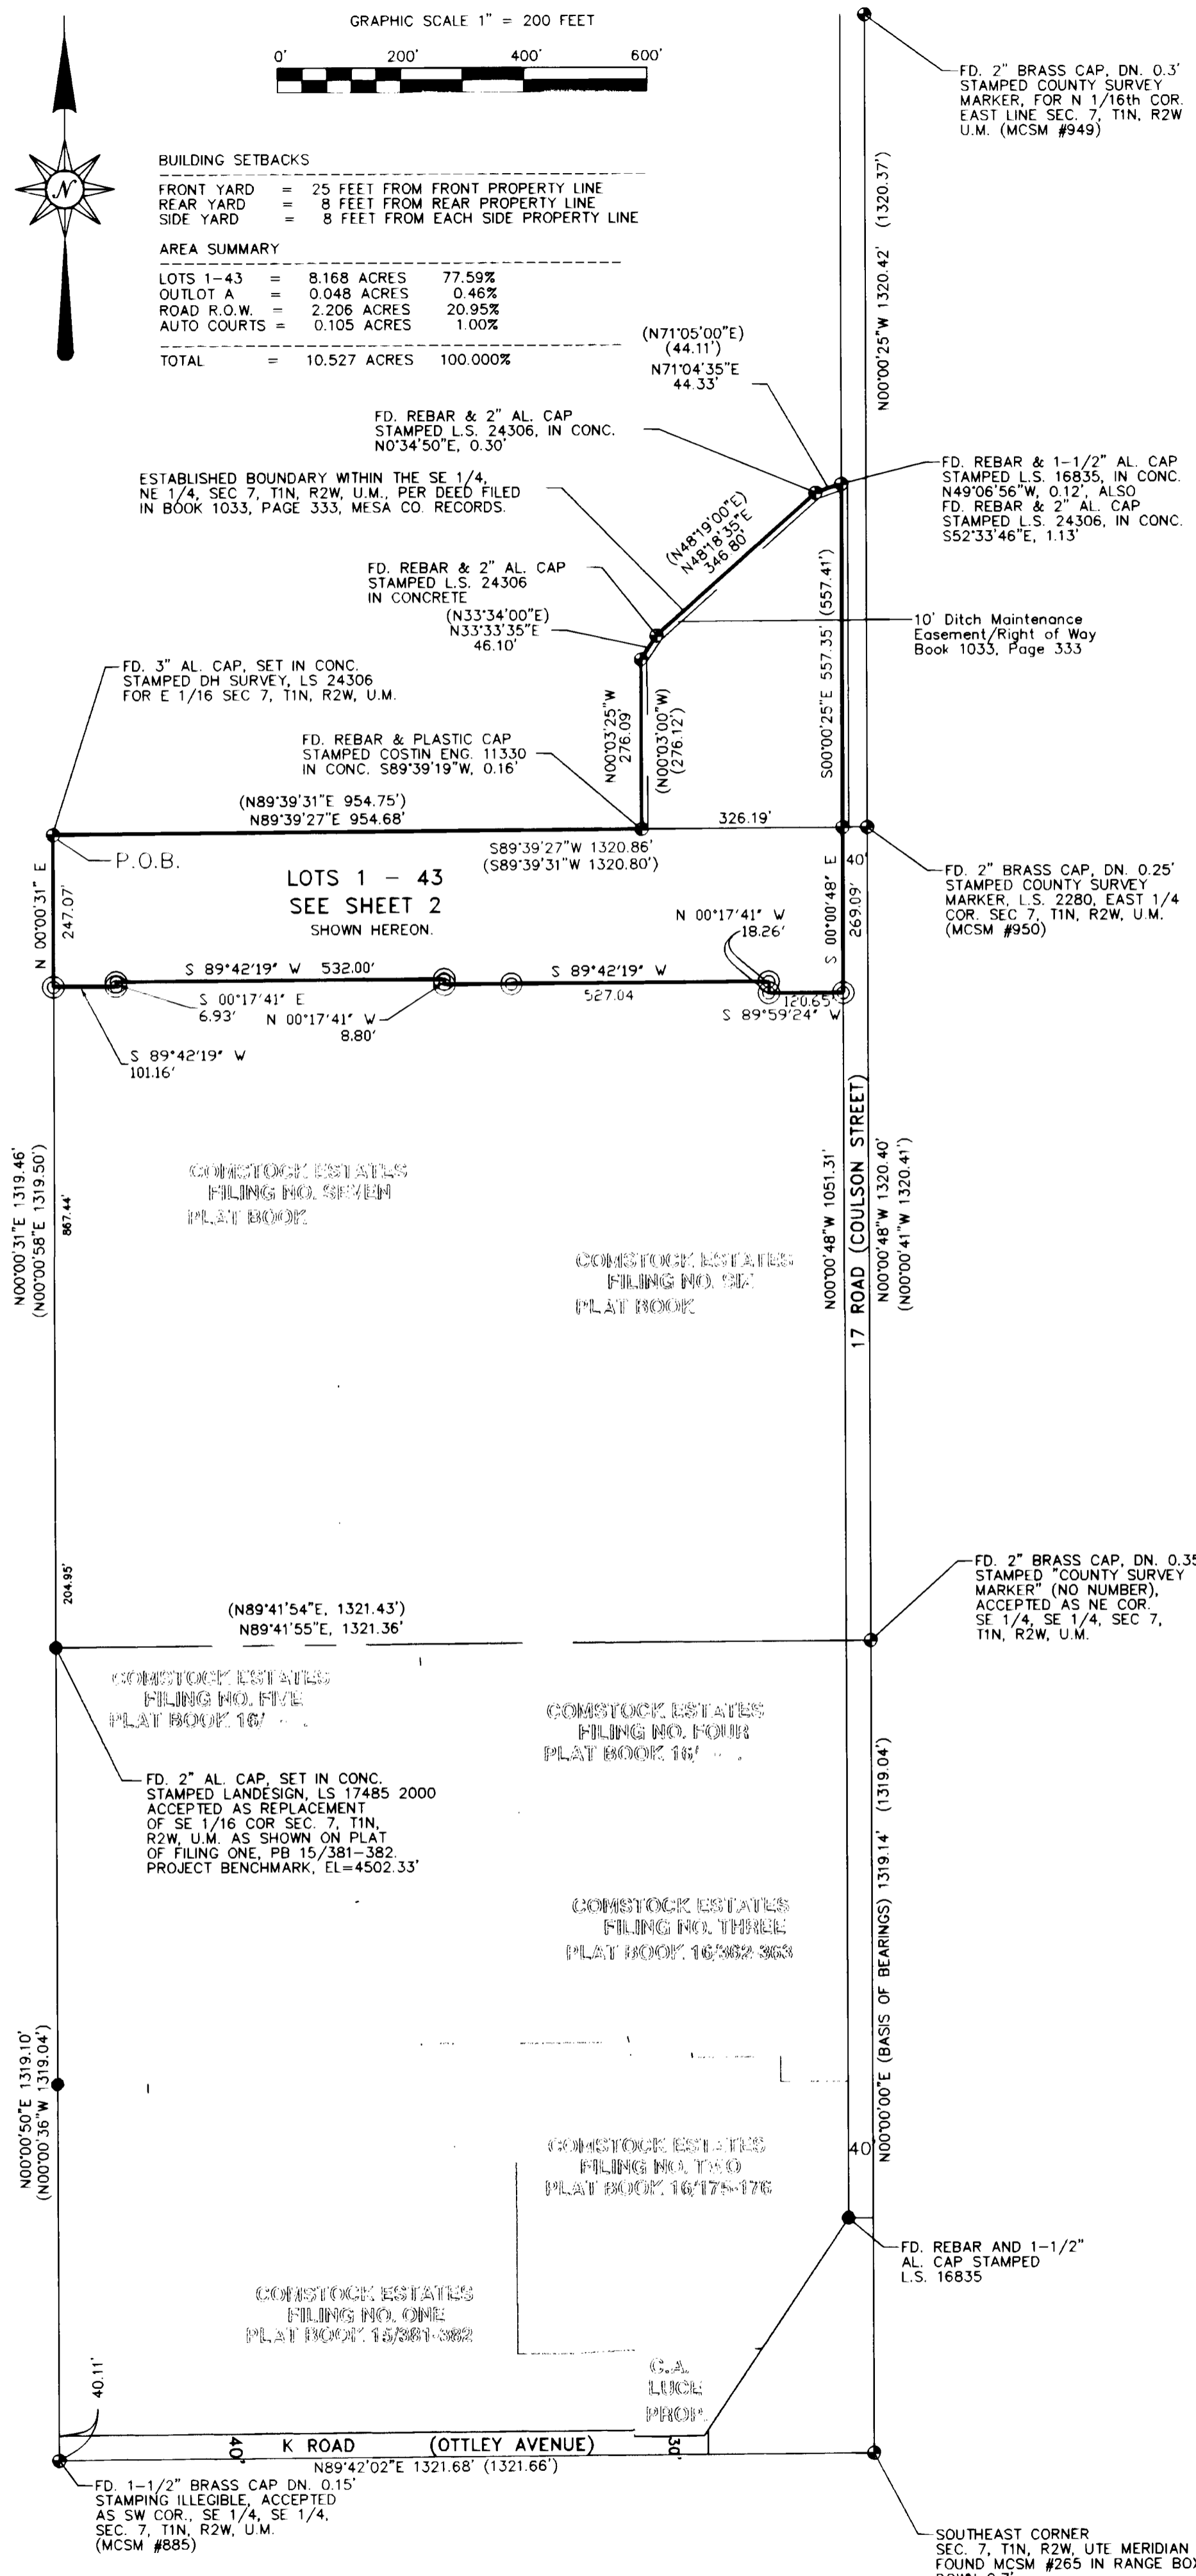 GRAPHIC SCALE 1" = 200 FEET
0' 200' 400' 600'
FD. 2" BRASS CAP, DN. 0.3'
STAMPED COUNTY SURVEY
MARKER, FOR N 1/16th COR.
EAST LINE SEC. 7, T1N, R2W
U.M. (MCSM #949)
BUILDING SETBACKS
FRONT YARD = 25 FEET FROM FRONT PROPERTY LINE
REAR YARD = 8 FEET FROM REAR PROPERTY LINE
SIDE YARD = 8 FEET FROM EACH SIDE PROPERTY LINE
N
AREA SUMMARY
LOTS 1-43 = 8.168 ACRES 77.59%
OUTLOT A = 0.048 ACRES 0.46%
ROAD R.O.W. = 2.206 ACRES 20.95%
AUTO COURTS = 0.105 ACRES 1.00%
TOTAL = 10.527 ACRES 100.000%
N00°00'25"W 1320.42' (1320.37')
(N71°05'00"E)
(44.11')
N71°04'35"E
44.33'
FD. REBAR & 2" AL. CAP
STAMPED L.S. 24306, IN CONC.
N0°34'50"E, 0.30'
ESTABLISHED BOUNDARY WITHIN THE SE 1/4,
NE 1/4, SEC 7, T1N, R2W, U.M., PER DEED FILED
IN BOOK 1033, PAGE 333, MESA CO. RECORDS.
FD. REBAR & 1-1/2" AL. CAP
STAMPED L.S. 16835, IN CONC.
N49°06'56"W, 0.12', ALSO
FD. REBAR & 2" AL. CAP
STAMPED L.S. 24306, IN CONC.
S52°33'46"E, 1.13'
(N48°19'00"E)
N48°18'35"E
346.80'
FD. REBAR & 2" AL. CAP
STAMPED L.S. 24306
IN CONCRETE
(N33°34'00"E)
N33°33'35"E
46.10'
S00°00'25"E 557.35' (557.41')
10' Ditch Maintenance
Easement/Right of Way
Book 1033, Page 333
FD. 3" AL. CAP, SET IN CONC.
STAMPED DH SURVEY, LS 24306
FOR E 1/16 SEC 7, T1N, R2W, U.M.
N00°03'25"W
276.09'
(N00°03'00"W)
(276.12')
FD. REBAR & PLASTIC CAP
STAMPED COSTIN ENG. 11330
IN CONC. S89°39'19"W, 0.16'
(N89°39'31"E 954.75')
N89°39'27"E 954.68'
326.19'
P.O.B.
S89°39'27"W 1320.86'
(S89°39'31"W 1320.80')
40'
FD. 2" BRASS CAP, DN. 0.25'
STAMPED COUNTY SURVEY
MARKER, L.S. 2280, EAST 1/4
COR. SEC 7, T1N, R2W, U.M.
(MCSM #950)
N 00°00'31" E
247.07'
LOTS 1 - 43
SEE SHEET 2
SHOWN HEREON.
S 00°00'48" E
269.09'
N 00°17'41" W
18.26'
S 89°42'19" W 532.00'
S 89°42'19" W
527.04
S 00°17'41" E
6.93'
N 00°17'41" W
8.80'
120.65'
S 89°59'24" W
S 89°42'19" W
101.16'
N00°00'31"E 1319.46'
(N00°00'58"E 1319.50')
867.44'
COMSTOCK ESTATES
FILING NO. SEVEN
PLAT BOOK
COMSTOCK ESTATES
FILING NO. SIX
PLAT BOOK
N00°00'48"W 1051.31'
17 ROAD (COULSON STREET)
N00°00'48"W 1320.40'
(N00°00'41"W 1320.41')
204.95'
(N89°41'54"E, 1321.43')
N89°41'55"E, 1321.36'
FD. 2" BRASS CAP, DN. 0.35
STAMPED "COUNTY SURVEY
MARKER" (NO NUMBER),
ACCEPTED AS NE COR.
SE 1/4, SE 1/4, SEC 7,
T1N, R2W, U.M.
COMSTOCK ESTATES
FILING NO. FIVE
PLAT BOOK 16/
COMSTOCK ESTATES
FILING NO. FOUR
PLAT BOOK 16/
FD. 2" AL. CAP, SET IN CONC.
STAMPED LANDESIGN, LS 17485 2000
ACCEPTED AS REPLACEMENT
OF SE 1/16 COR SEC. 7, T1N,
R2W, U.M. AS SHOWN ON PLAT
OF FILING ONE, PB 15/381-382.
PROJECT BENCHMARK, EL=4502.33'
COMSTOCK ESTATES
FILING NO. THREE
PLAT BOOK 16/362-363
N00°00'00"E (BASIS OF BEARINGS) 1319.14' (1319.04')
N00°00'50"E 1319.10'
(N00°00'36"W 1319.04')
COMSTOCK ESTATES
FILING NO. TWO
PLAT BOOK 16/175-176
40'
FD. REBAR AND 1-1/2"
AL. CAP STAMPED
L.S. 16835
COMSTOCK ESTATES
FILING NO. ONE
PLAT BOOK 15/381-382
C.A.
LUCE
PROP.
40.11'
40'
K ROAD (OTTLEY AVENUE)
30'
N89°42'02"E 1321.68' (1321.66')
FD. 1-1/2" BRASS CAP DN. 0.15'
STAMPING ILLEGIBLE, ACCEPTED
AS SW COR., SE 1/4, SE 1/4,
SEC. 7, T1N, R2W, U.M.
(MCSM #885)
SOUTHEAST CORNER
SEC. 7, T1N, R2W, UTE MERIDIAN
FOUND MCSM #265 IN RANGE BOX